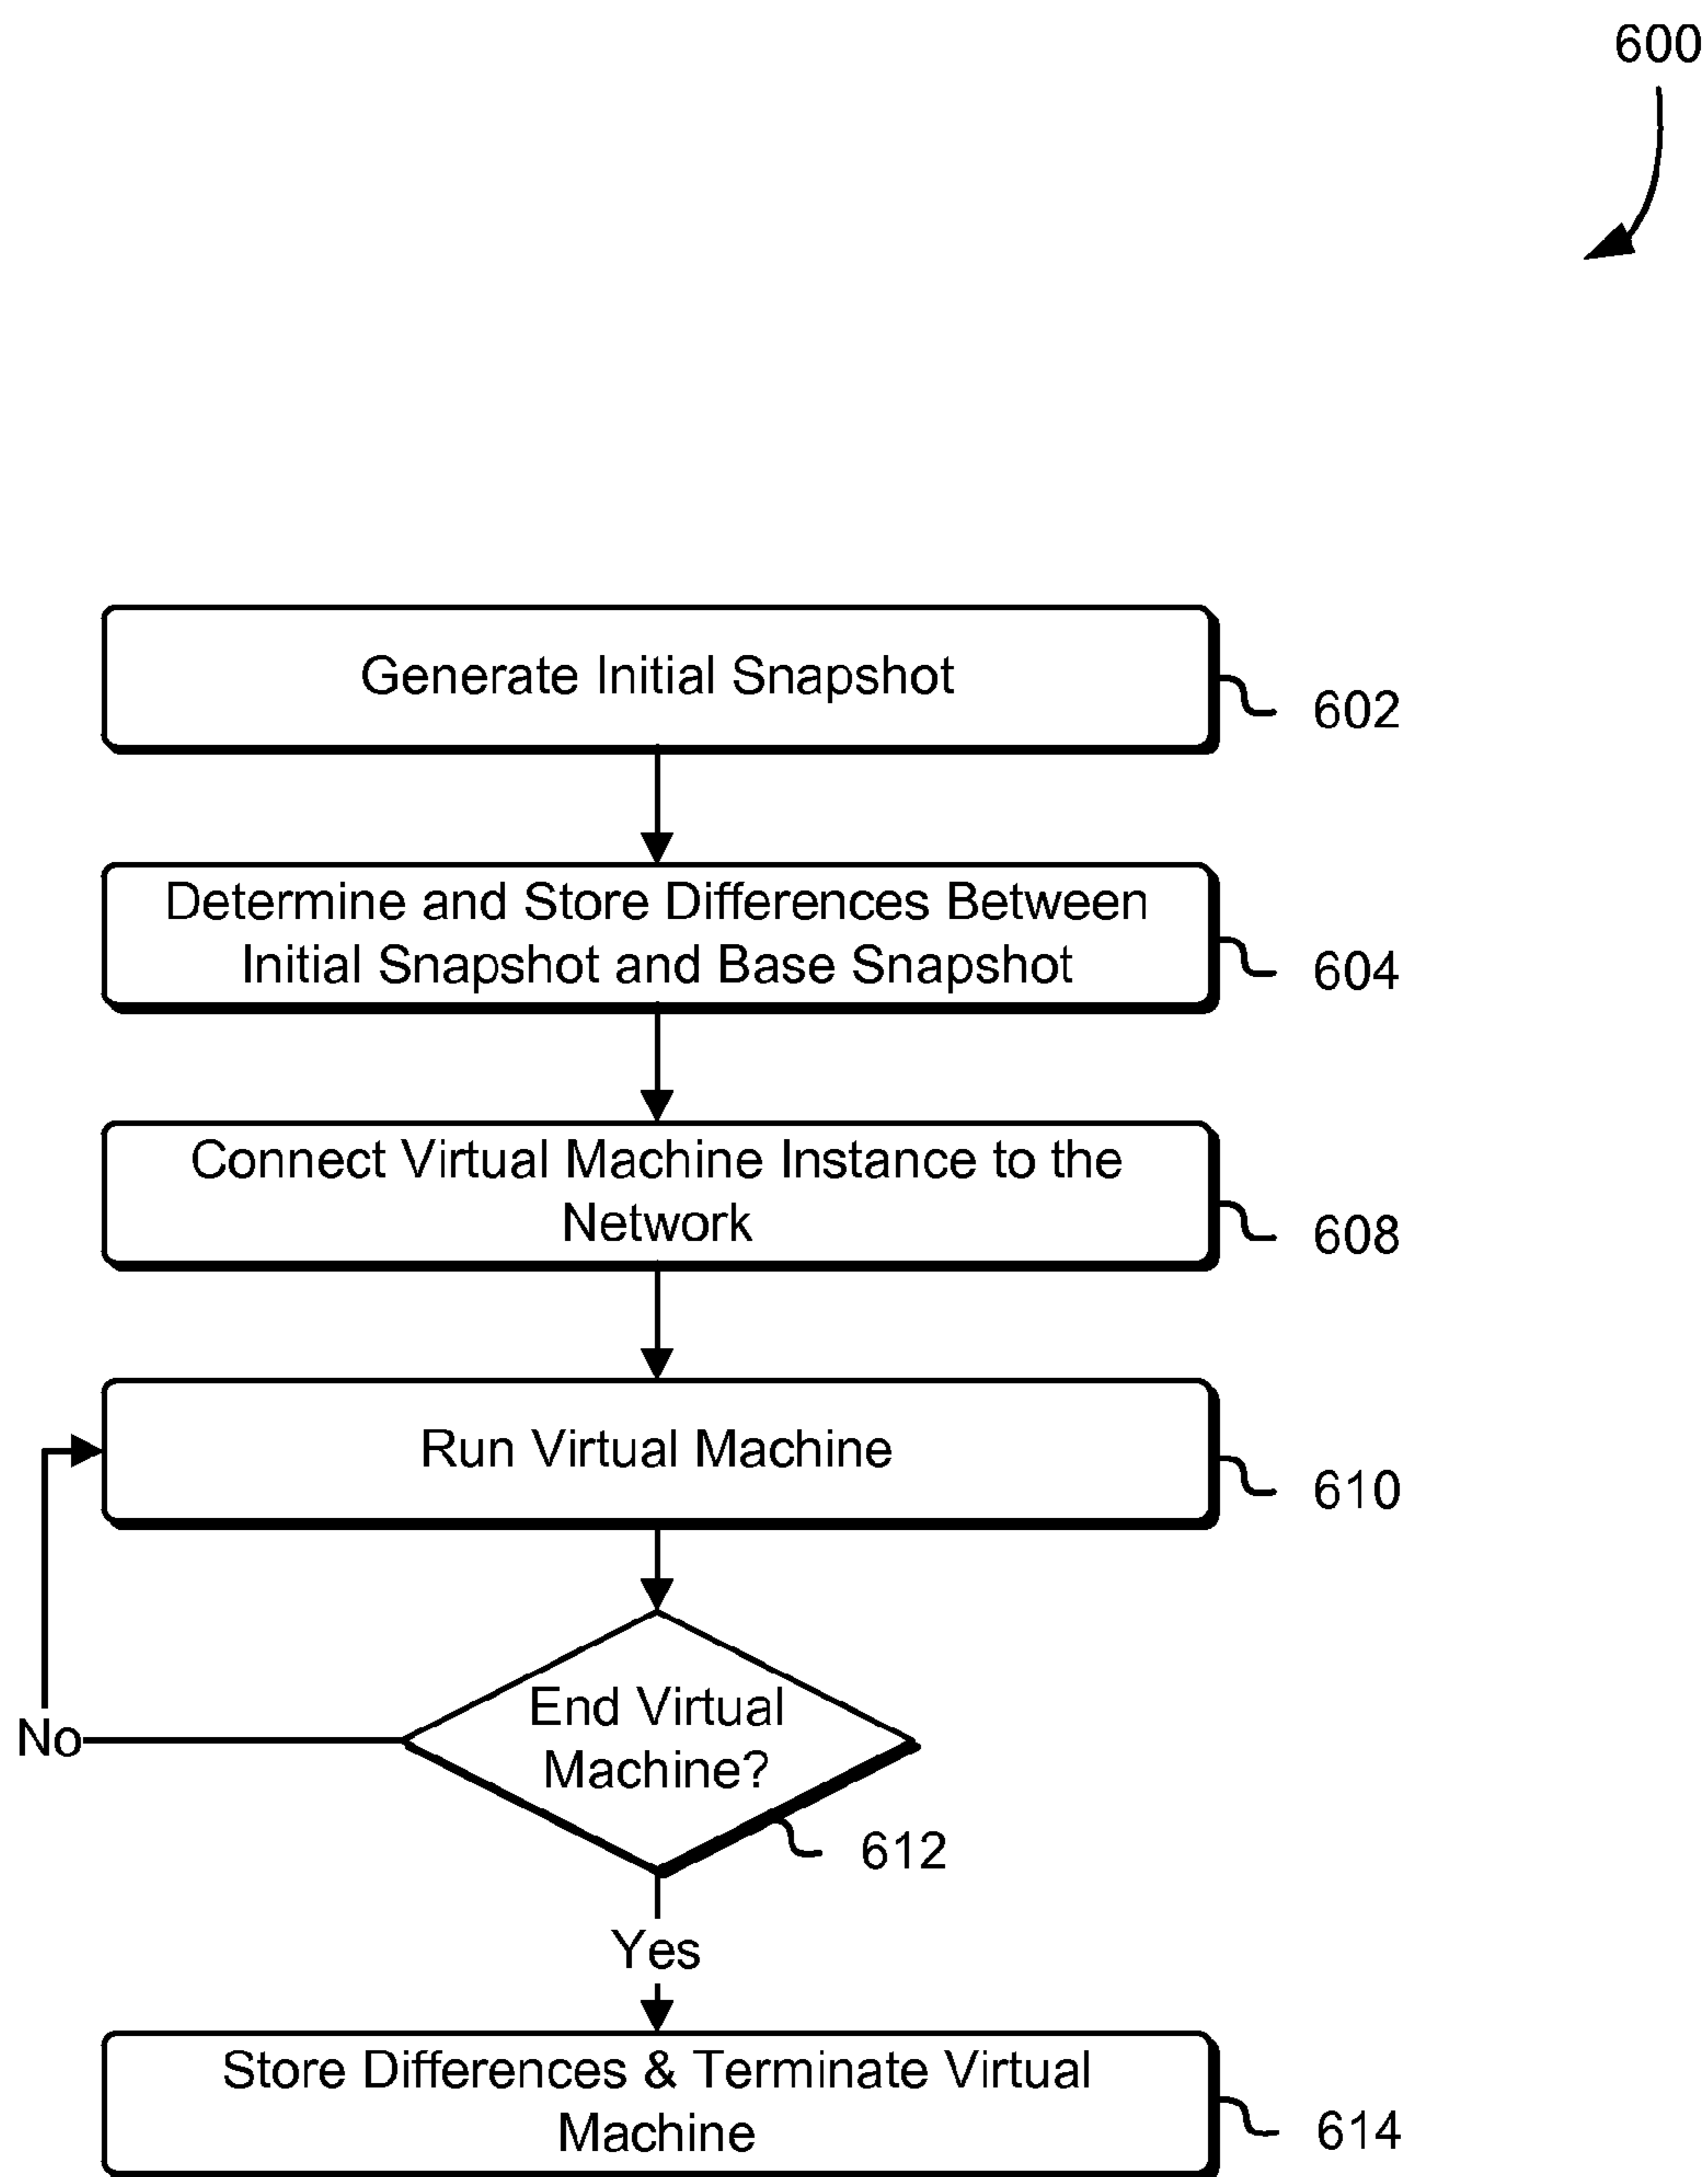 600
Generate Initial Snapshot
602
Determine and Store Differences Between
Initial Snapshot and Base Snapshot
604
Connect Virtual Machine Instance to the
Network
608
Run Virtual Machine
610
End Virtual
Machine?
No
612
Yes
Store Differences & Terminate Virtual
Machine
614